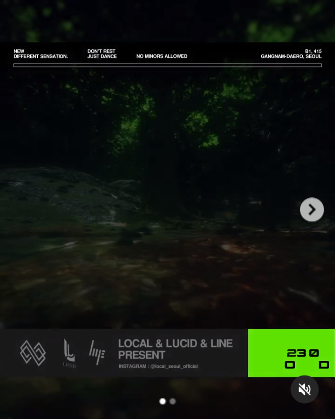 NEW
DIFFERENT SENSATION.
DON'T REST
JUST DANCE
NO MINORS ALLOWED
B1, 415
GANGNAM-DAERO, SEOUL
LOCAL & LUCID & LINE
PRESENT
INSTAGRAM : @local_seoul_official
230